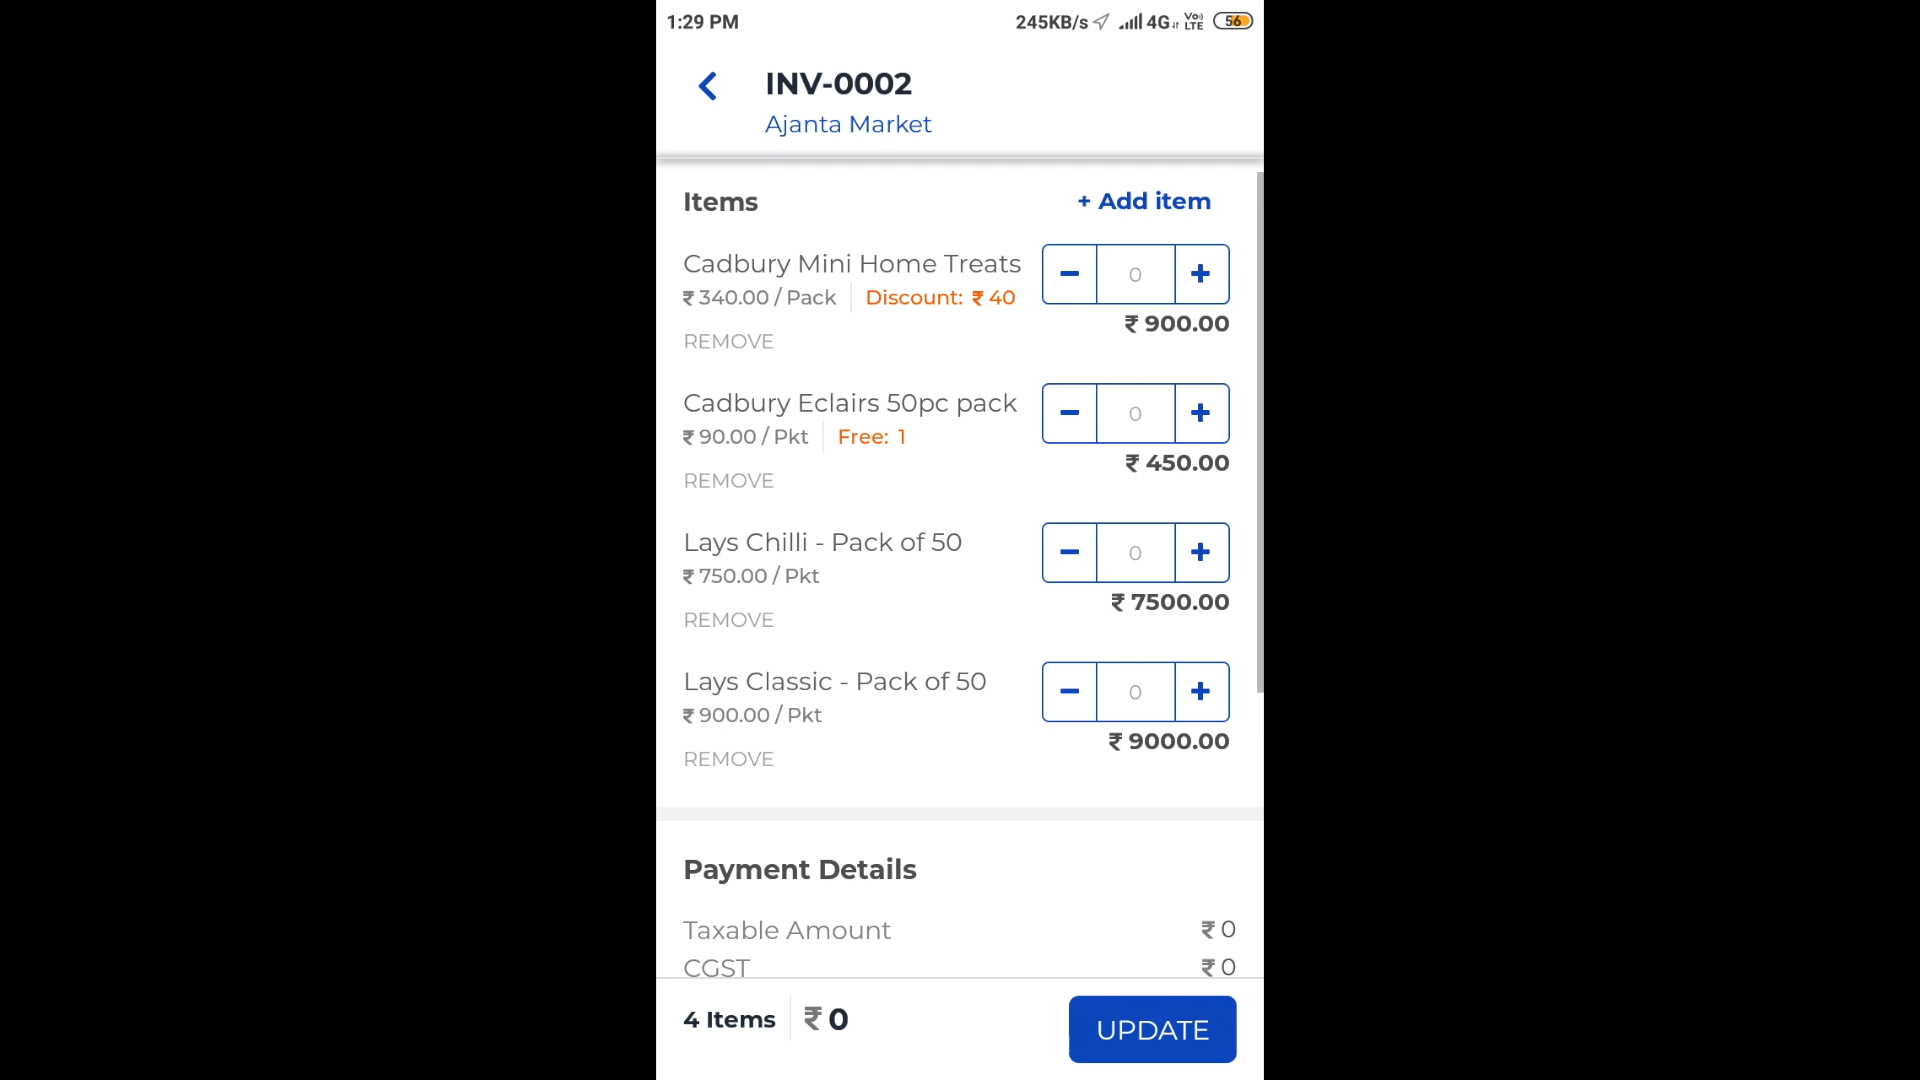 1:29 PM 245KB/s 4G Vo) LTE 56
INV-0002
Ajanta Market
Items + Add item
Cadbury Mini Home Treats − 0 +
₹ 340.00 / Pack Discount: ₹ 40
₹ 900.00
REMOVE
Cadbury Eclairs 50pc pack − 0 +
₹ 90.00 / Pkt Free: 1
₹ 450.00
REMOVE
Lays Chilli - Pack of 50 − 0 +
₹ 750.00 / Pkt
₹ 7500.00
REMOVE
Lays Classic - Pack of 50 − 0 +
₹ 900.00 / Pkt
₹ 9000.00
REMOVE
Payment Details
Taxable Amount ₹ 0
CGST ₹ 0
4 Items ₹ 0 UPDATE